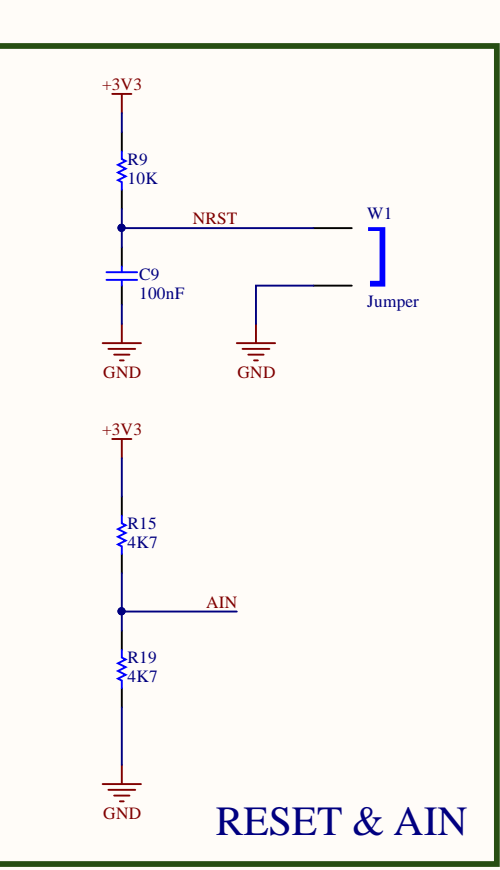 +3V3
R9
10K
NRST
W1
C9
100nF
Jumper
GND
GND
+3V3
R15
4K7
AIN
R19
4K7
GND
RESET & AIN